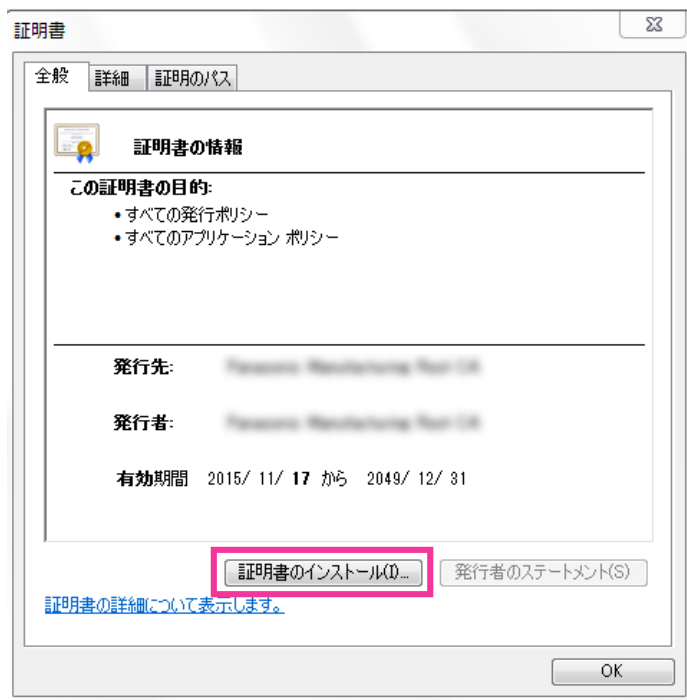 証明書
全般 詳細 証明のパス
証明書の情報
この証明書の目的:
• すべての発行ポリシー
• すべてのアプリケーション ポリシー
発行先:
発行者:
有効期間 2015/ 11/ 17 から 2049/ 12/ 31
証明書のインストール(I)... 発行者のステートメント(S)
証明書の詳細について表示します。
OK